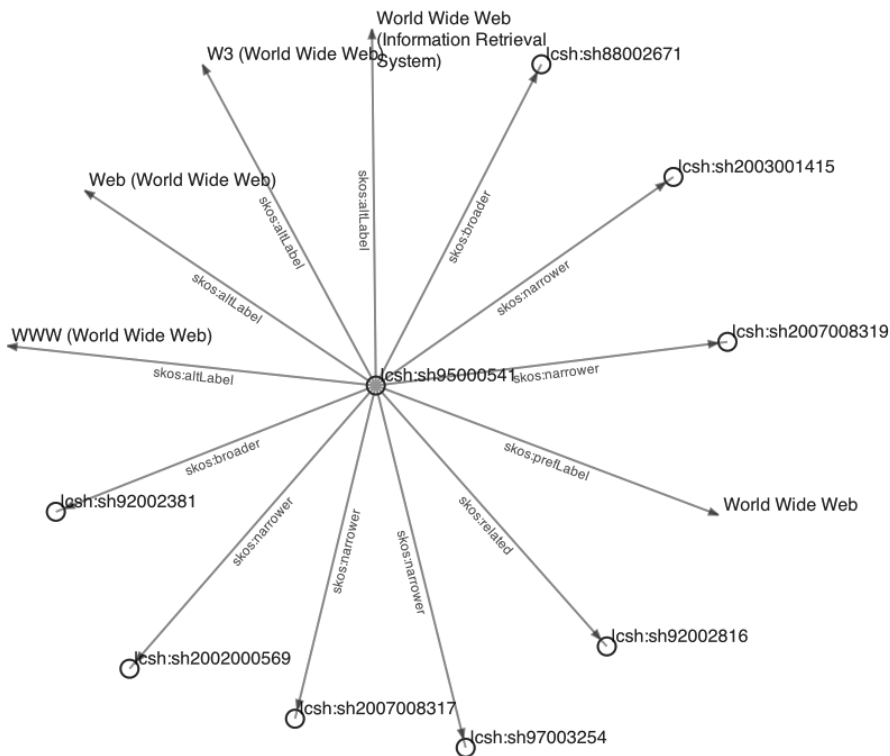 World Wide Web
(Information Retrieval
System)
W3 (World Wide Web)
lcsh:sh88002671
lcsh:sh2003001415
Web (World Wide Web)
skos:altLabel
skos:altLabel
skos:broader
skos:narrower
skos:altLabel
WWW (World Wide Web)
lcsh:sh2007008319
skos:altLabel
lcsh:sh95000541
skos:narrower
skos:broader
skos:prefLabel
lcsh:sh92002381
World Wide Web
skos:narrower
skos:narrower
skos:narrower
skos:related
lcsh:sh2002000569
lcsh:sh92002816
lcsh:sh2007008317
lcsh:sh97003254